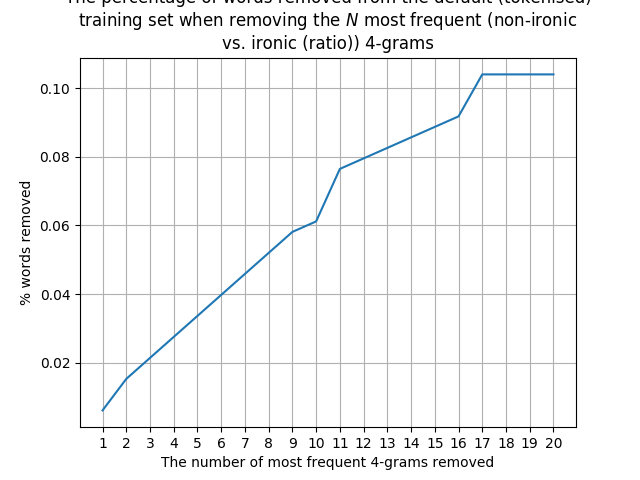 The percentage of words removed from the default (tokenised)
training set when removing the N most frequent (non-ironic
vs. ironic (ratio)) 4-grams
0.10
0.08
0.06
0.04
0.02
% words removed
1 2 3 4 5 6 7 8 9 10 11 12 13 14 15 16 17 18 19 20
The number of most frequent 4-grams removed